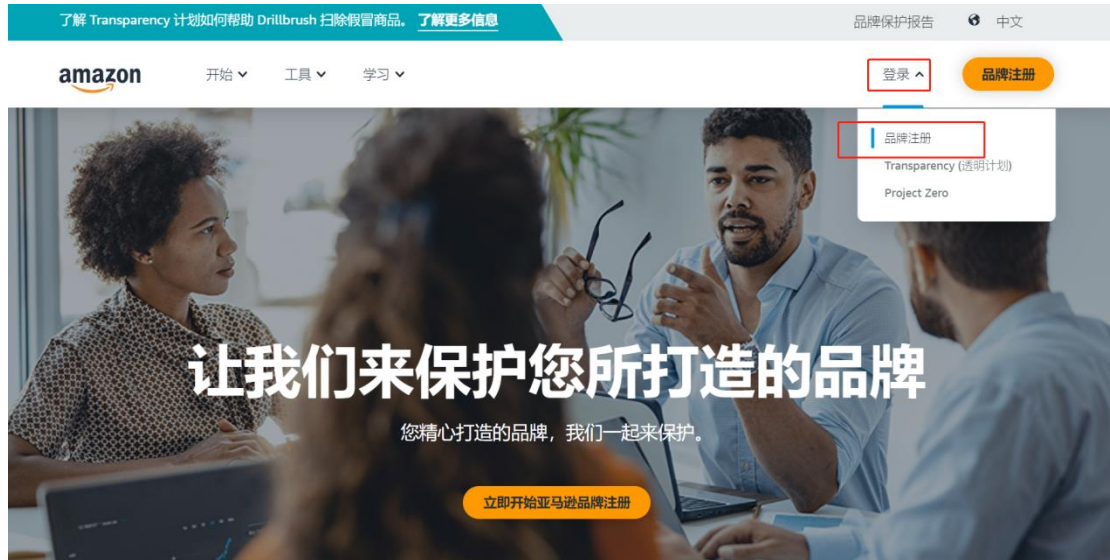 了解 Transparency 计划如何帮助 Drillbrush 扫除假冒商品。 了解更多信息
品牌保护报告 中文
amazon 开始 工具 学习 登录 品牌注册
品牌注册
Transparency (透明计划)
Project Zero
让我们来保护您所打造的品牌
您精心打造的品牌，我们一起来保护。
立即开始亚马逊品牌注册